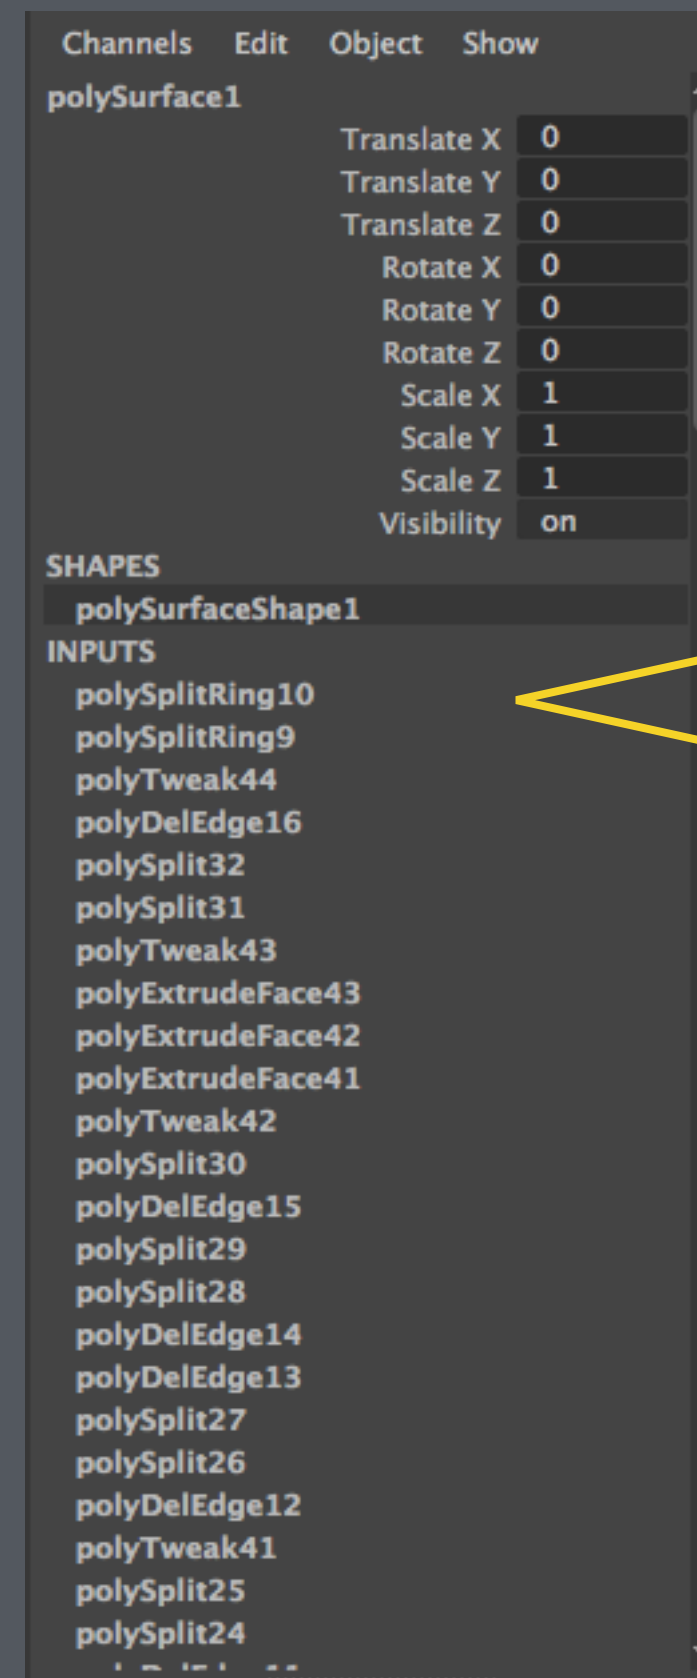 Channels Edit Object Show
polySurface1
Translate X 0
Translate Y 0
Translate Z 0
Rotate X 0
Rotate Y 0
Rotate Z 0
Scale X 1
Scale Y 1
Scale Z 1
Visibility on
SHAPES
polySurfaceShape1
INPUTS
polySplitRing10
polySplitRing9
polyTweak44
polyDelEdge16
polySplit32
polySplit31
polyTweak43
polyExtrudeFace43
polyExtrudeFace42
polyExtrudeFace41
polyTweak42
polySplit30
polyDelEdge15
polySplit29
polySplit28
polyDelEdge14
polyDelEdge13
polySplit27
polySplit26
polyDelEdge12
polyTweak41
polySplit25
polySplit24